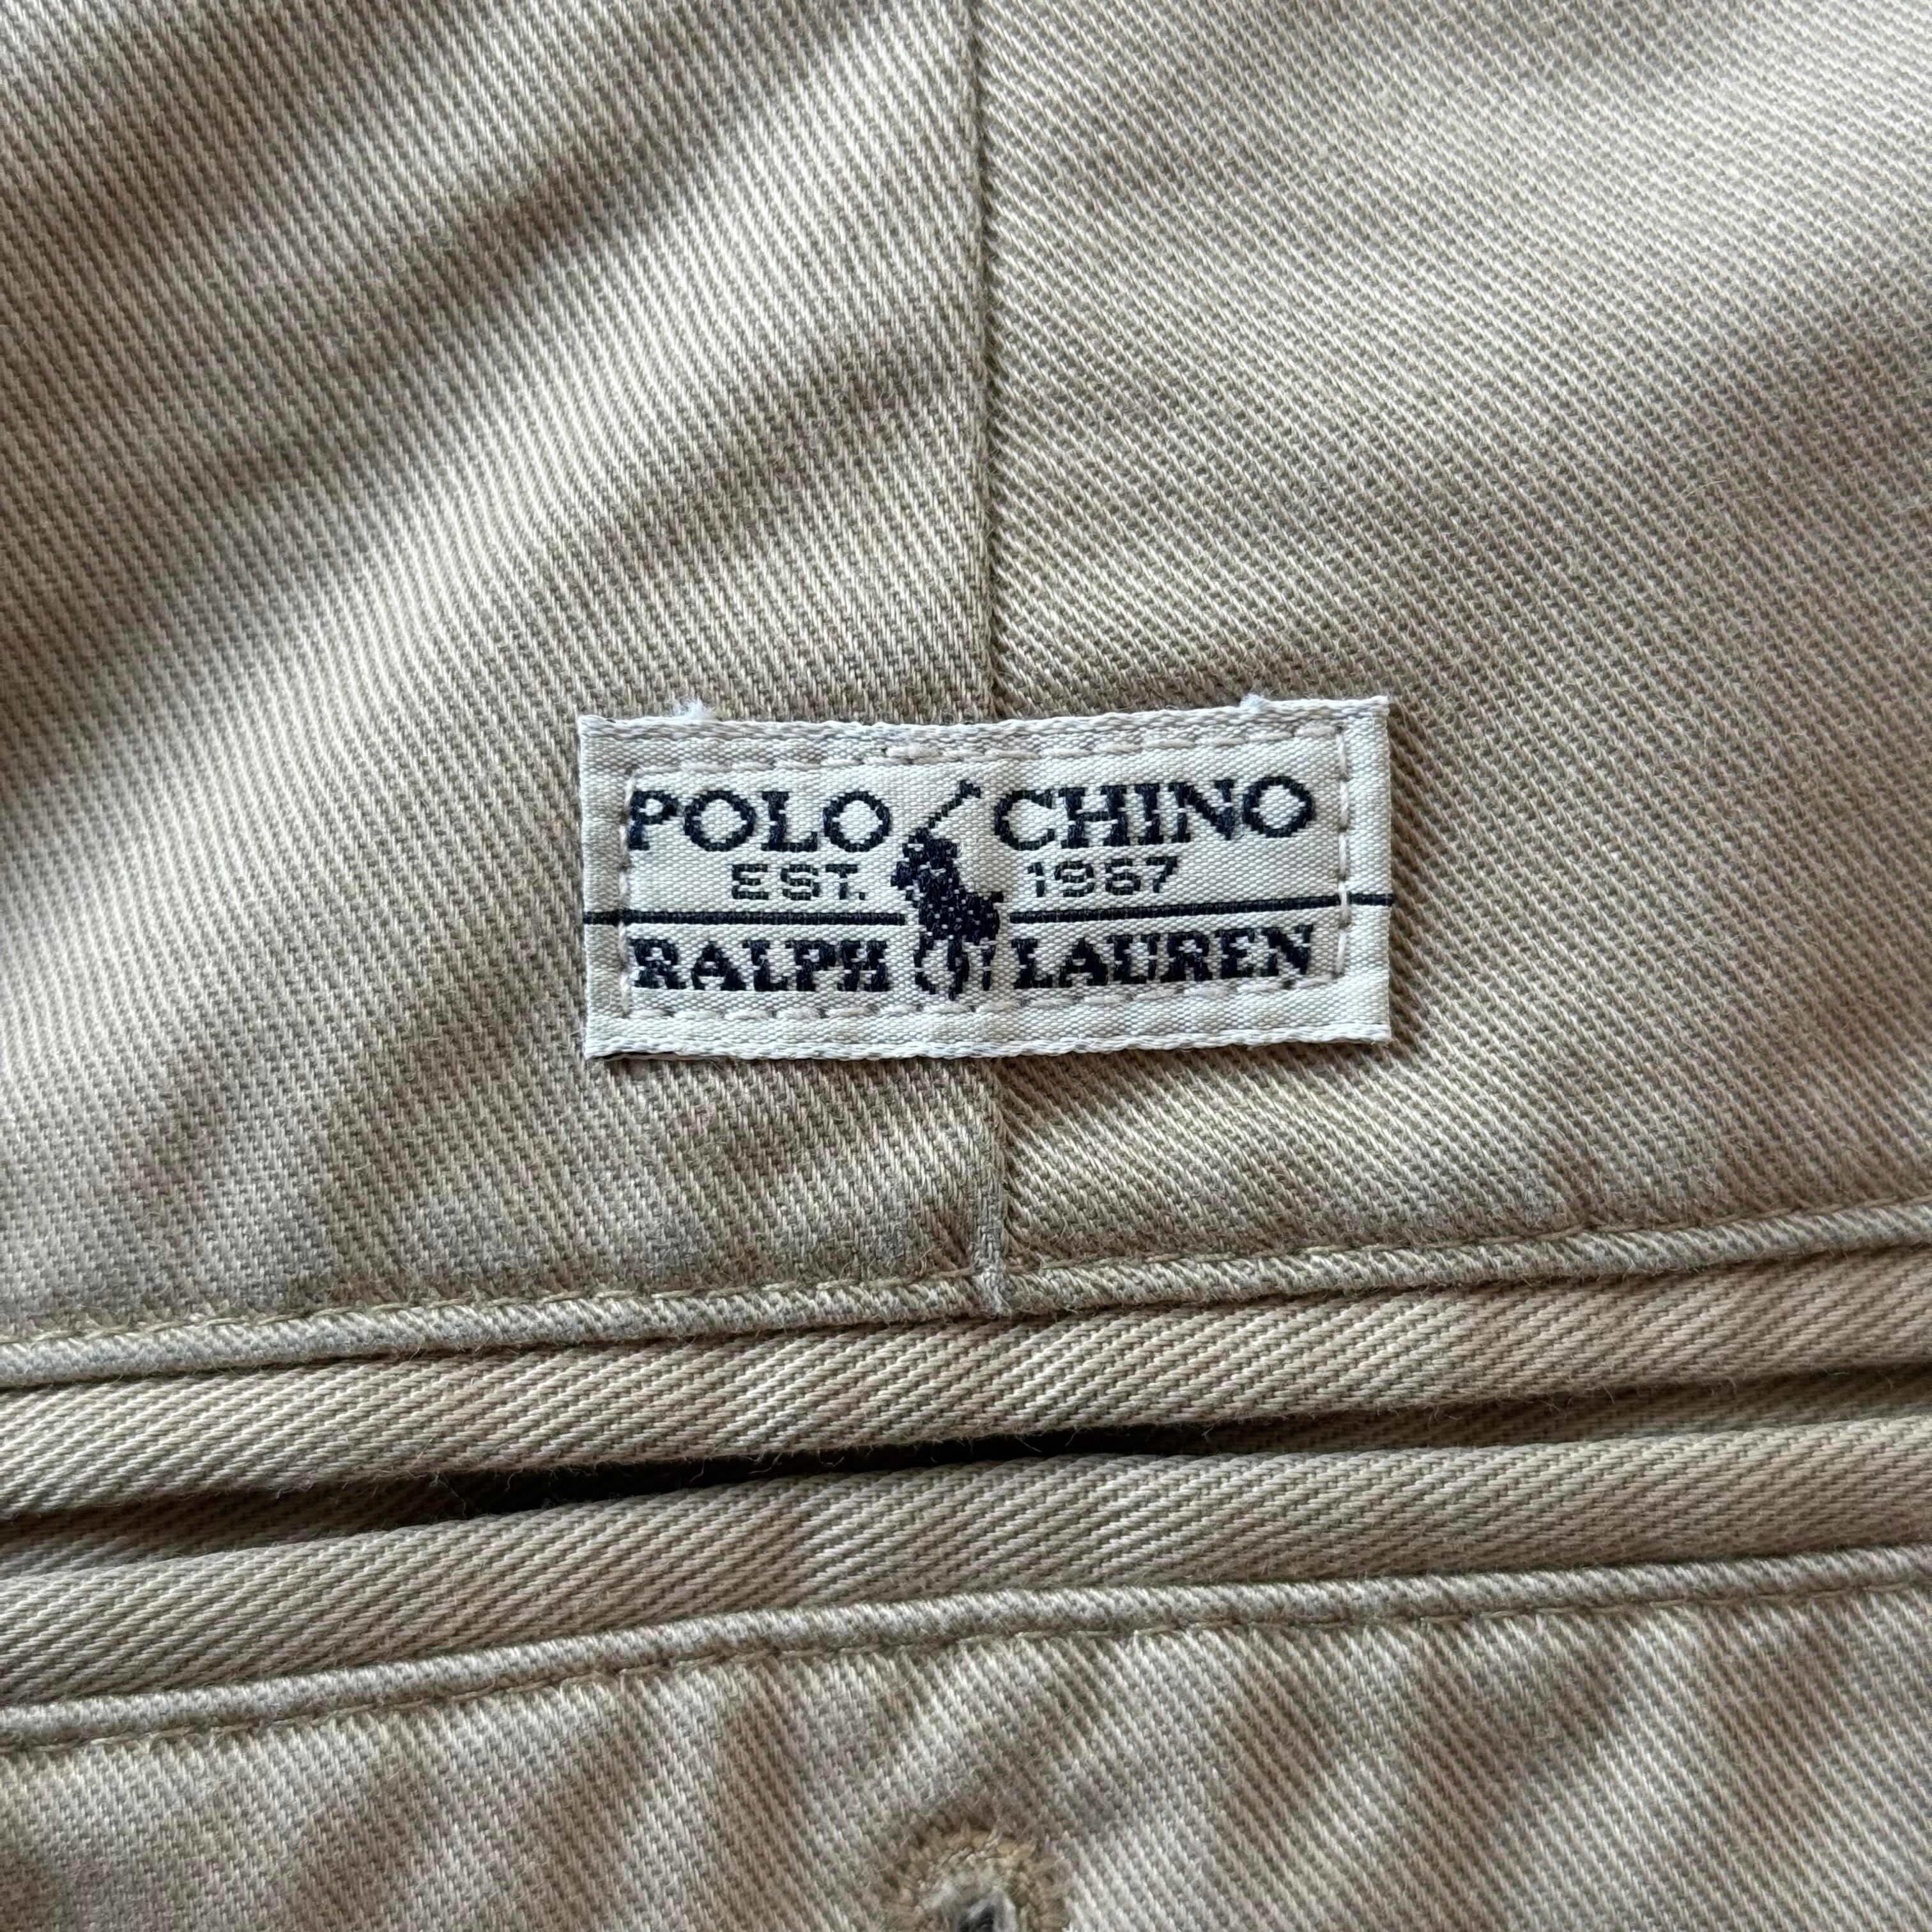 POLO CHINO
EST. 1967
RALPH LAUREN